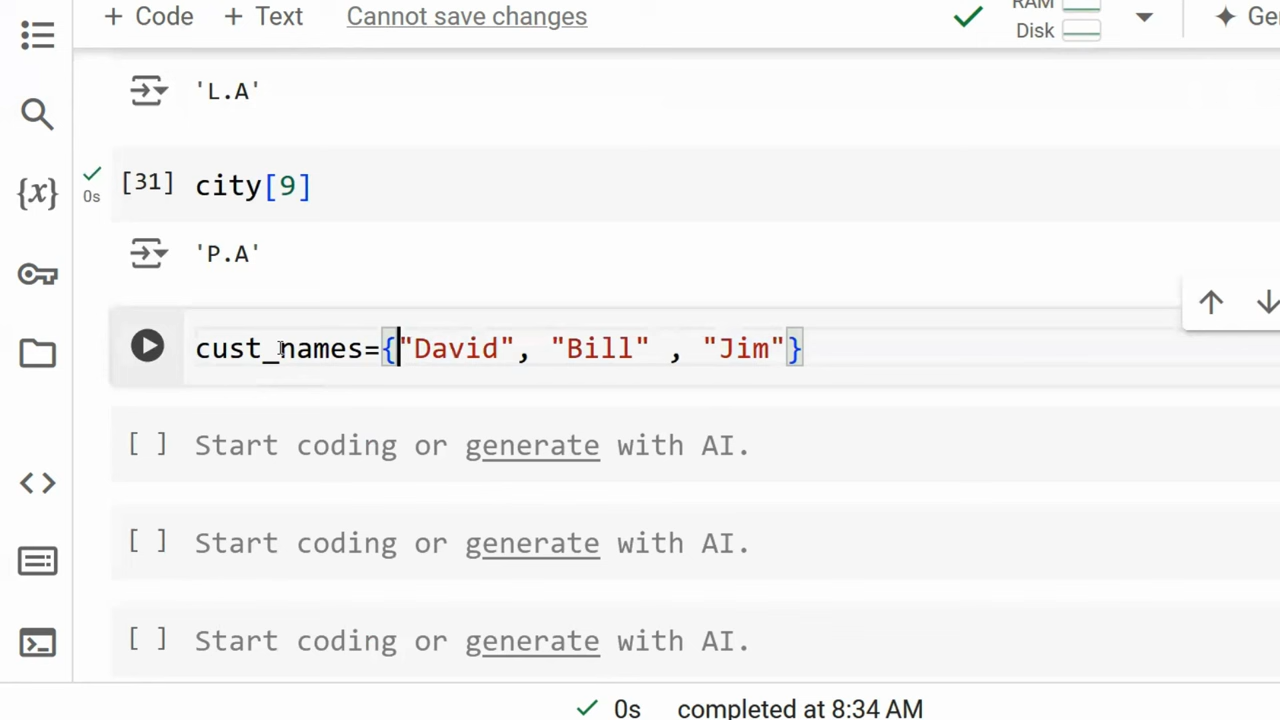 + Code + Text Cannot save changes
RAM
Disk
Ge
'L.A'
[31] city[9]
0s
'P.A'
{x}
cust_names={"David", "Bill" , "Jim"}
[ ] Start coding or generate with AI.
[ ] Start coding or generate with AI.
[ ] Start coding or generate with AI.
0s completed at 8:34 AM